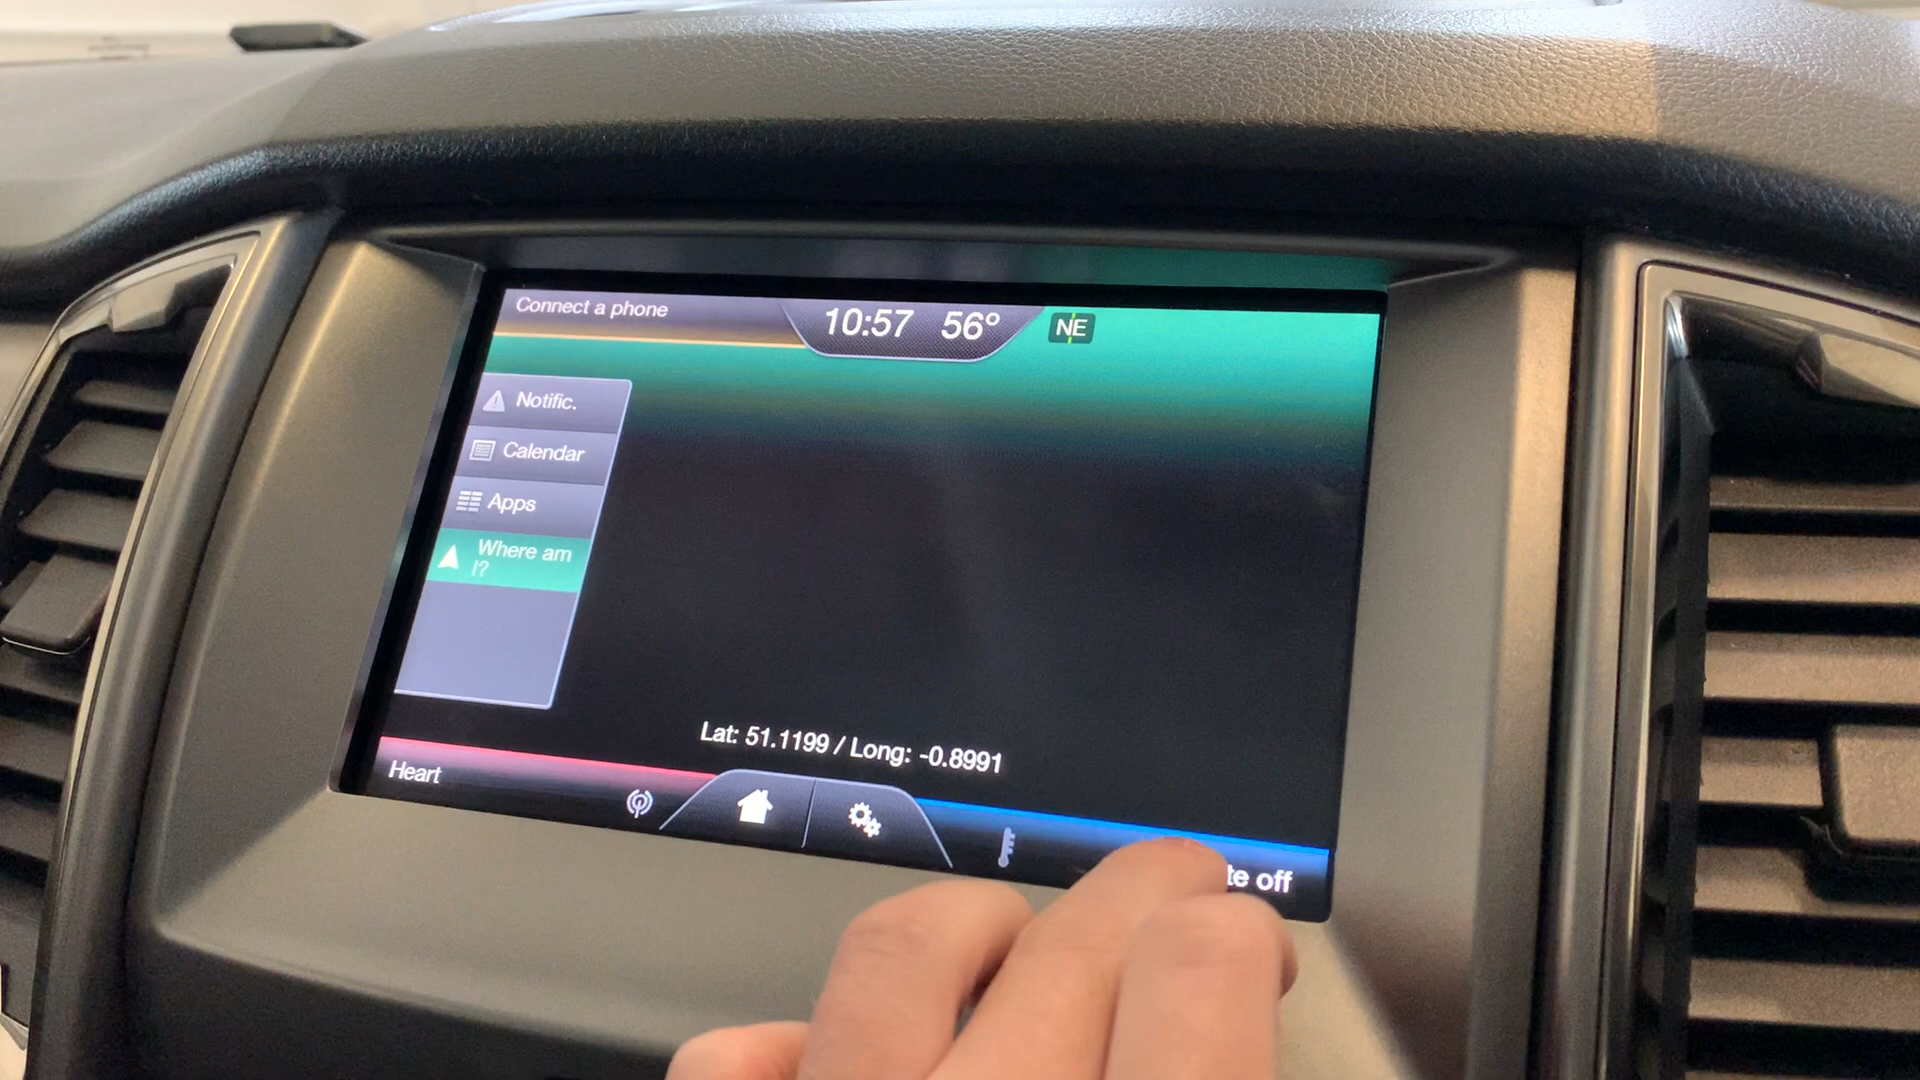 Connect a phone
10:57 56°
NE
Notific.
Calendar
Apps
Where am
I?
Lat: 51.1199 / Long: -0.8991
Heart
off